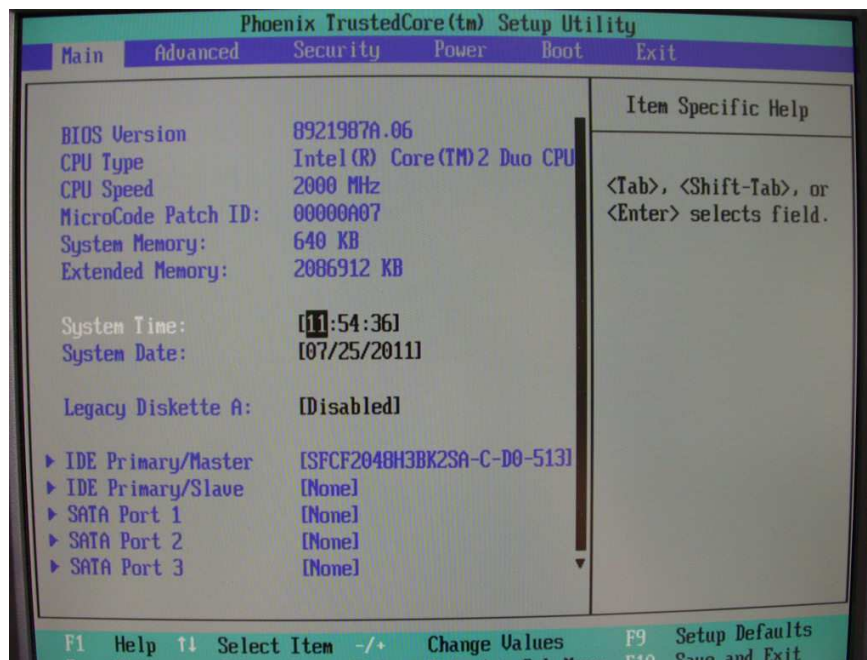 Phoenix TrustedCore(tm) Setup Utility
Main Advanced Security Power Boot Exit
Item Specific Help
<Tab>, <Shift-Tab>, or
<Enter> selects field.
BIOS Version 8921987A.06
CPU Type Intel(R) Core(TM)2 Duo CPU
CPU Speed 2000 MHz
MicroCode Patch ID: 00000A07
System Memory: 640 KB
Extended Memory: 2086912 KB
System Time: [11:54:36]
System Date: [07/25/2011]
Legacy Diskette A: [Disabled]
IDE Primary/Master [SFCF2048H3BK2SA-C-D0-513]
IDE Primary/Slave [None]
SATA Port 1 [None]
SATA Port 2 [None]
SATA Port 3 [None]
F1 Help ↑↓ Select Item -/+ Change Values F9 Setup Defaults
F10 Save and Exit